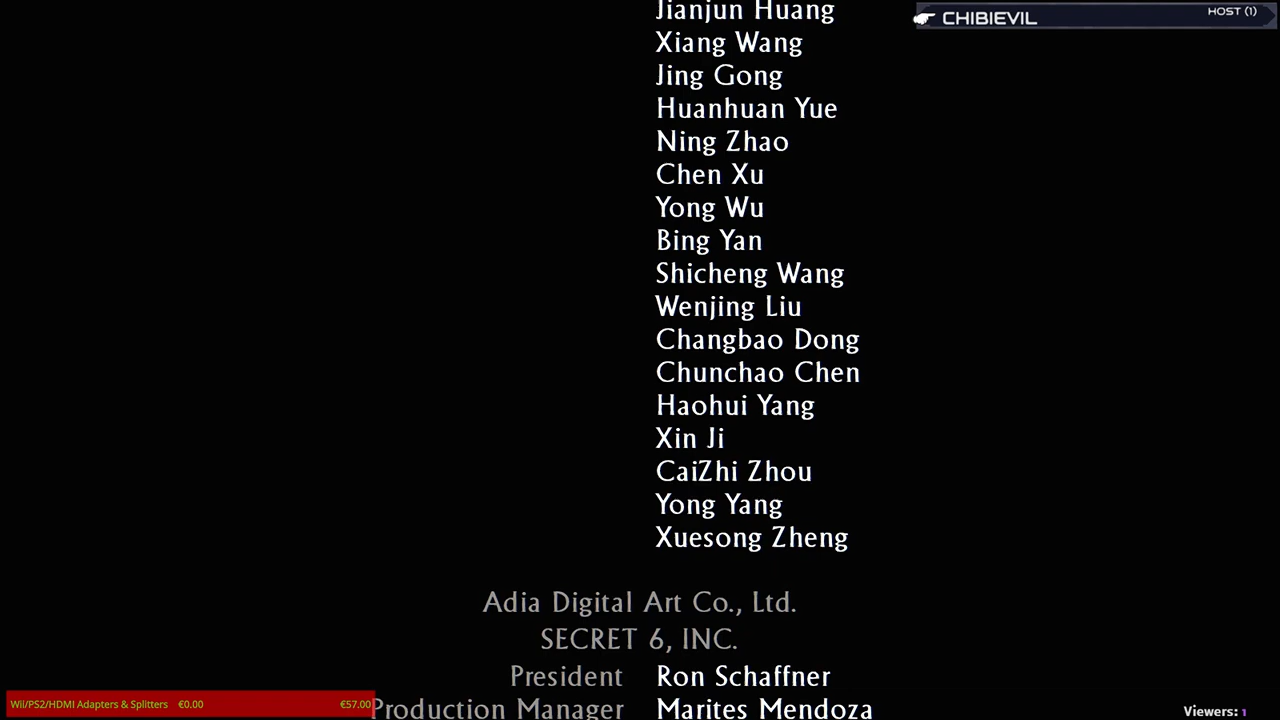 Jianjun Huang
CHIBIEVIL
HOST (1)
Xiang Wang
Jing Gong
Huanhuan Yue
Ning Zhao
Chen Xu
Yong Wu
Bing Yan
Shicheng Wang
Wenjing Liu
Changbao Dong
Chunchao Chen
Haohui Yang
Xin Ji
CaiZhi Zhou
Yong Yang
Xuesong Zheng
Adia Digital Art Co., Ltd.
SECRET 6, INC.
President Ron Schaffner
Production Manager Marites Mendoza
Wii/PS2/HDMI Adapters & Splitters €0.00 €57.00
Viewers: 1